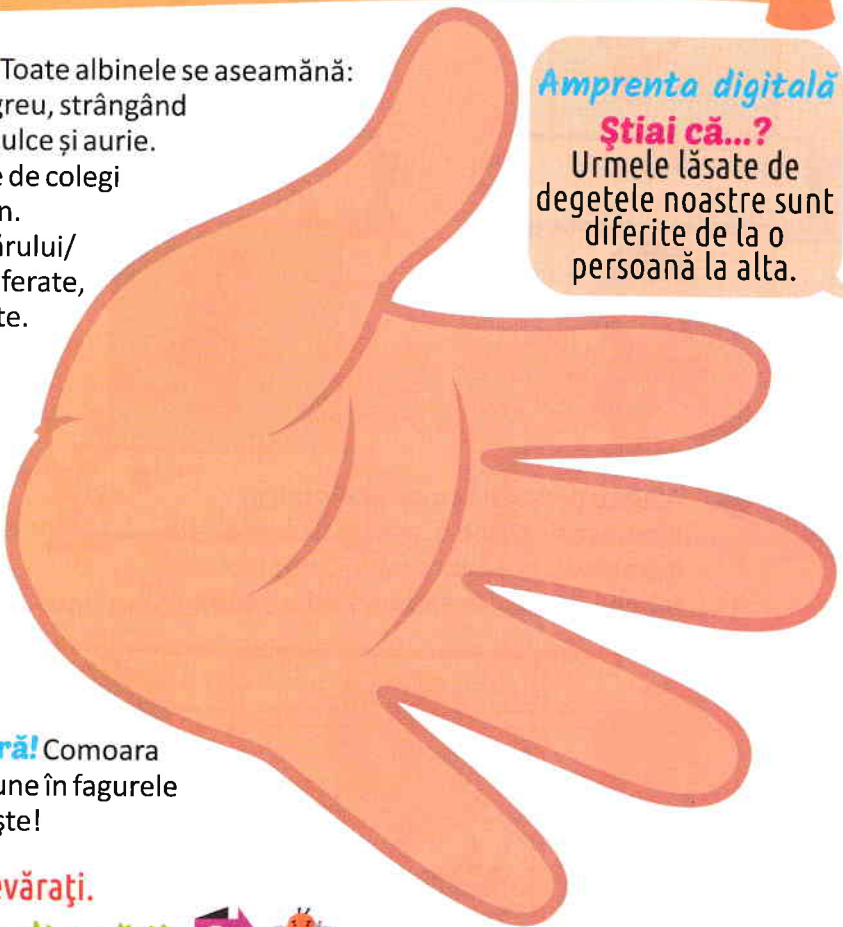 Toate albinele se aseamănă:
greu, strângând
ulce și aurie.
de colegi
n.
ărului/
ferate,
te.
Amprenta digitală
Ştiai că...?
Urmele lăsate de
degetele noastre sunt
diferite de la o
persoană la alta.
ră! Comoara
une în fagurele
şte!
evăraţi.